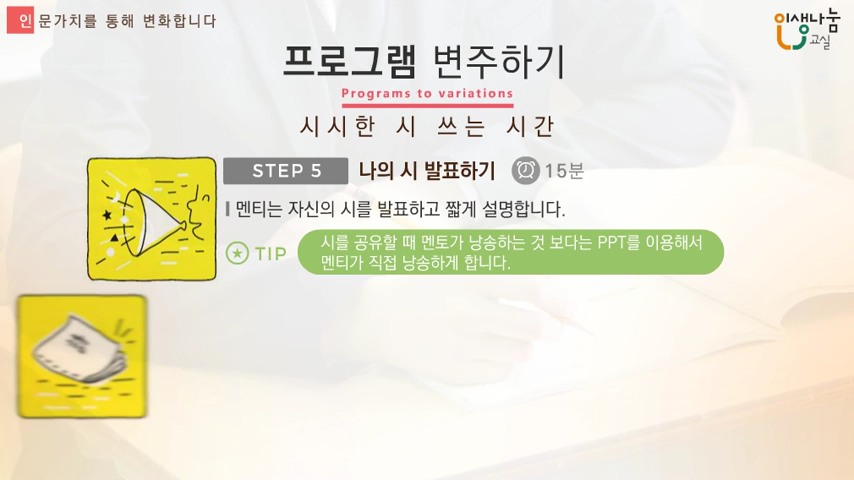 인문가치를 통해 변화합니다
인생나눔
교실
프로그램 변주하기
Programs to variations
시시한 시 쓰는 시간
STEP 5 나의 시 발표하기 15분
멘티는 자신의 시를 발표하고 짧게 설명합니다.
TIP 시를 공유할 때 멘토가 낭송하는 것 보다는 PPT를 이용해서
멘티가 직접 낭송하게 합니다.